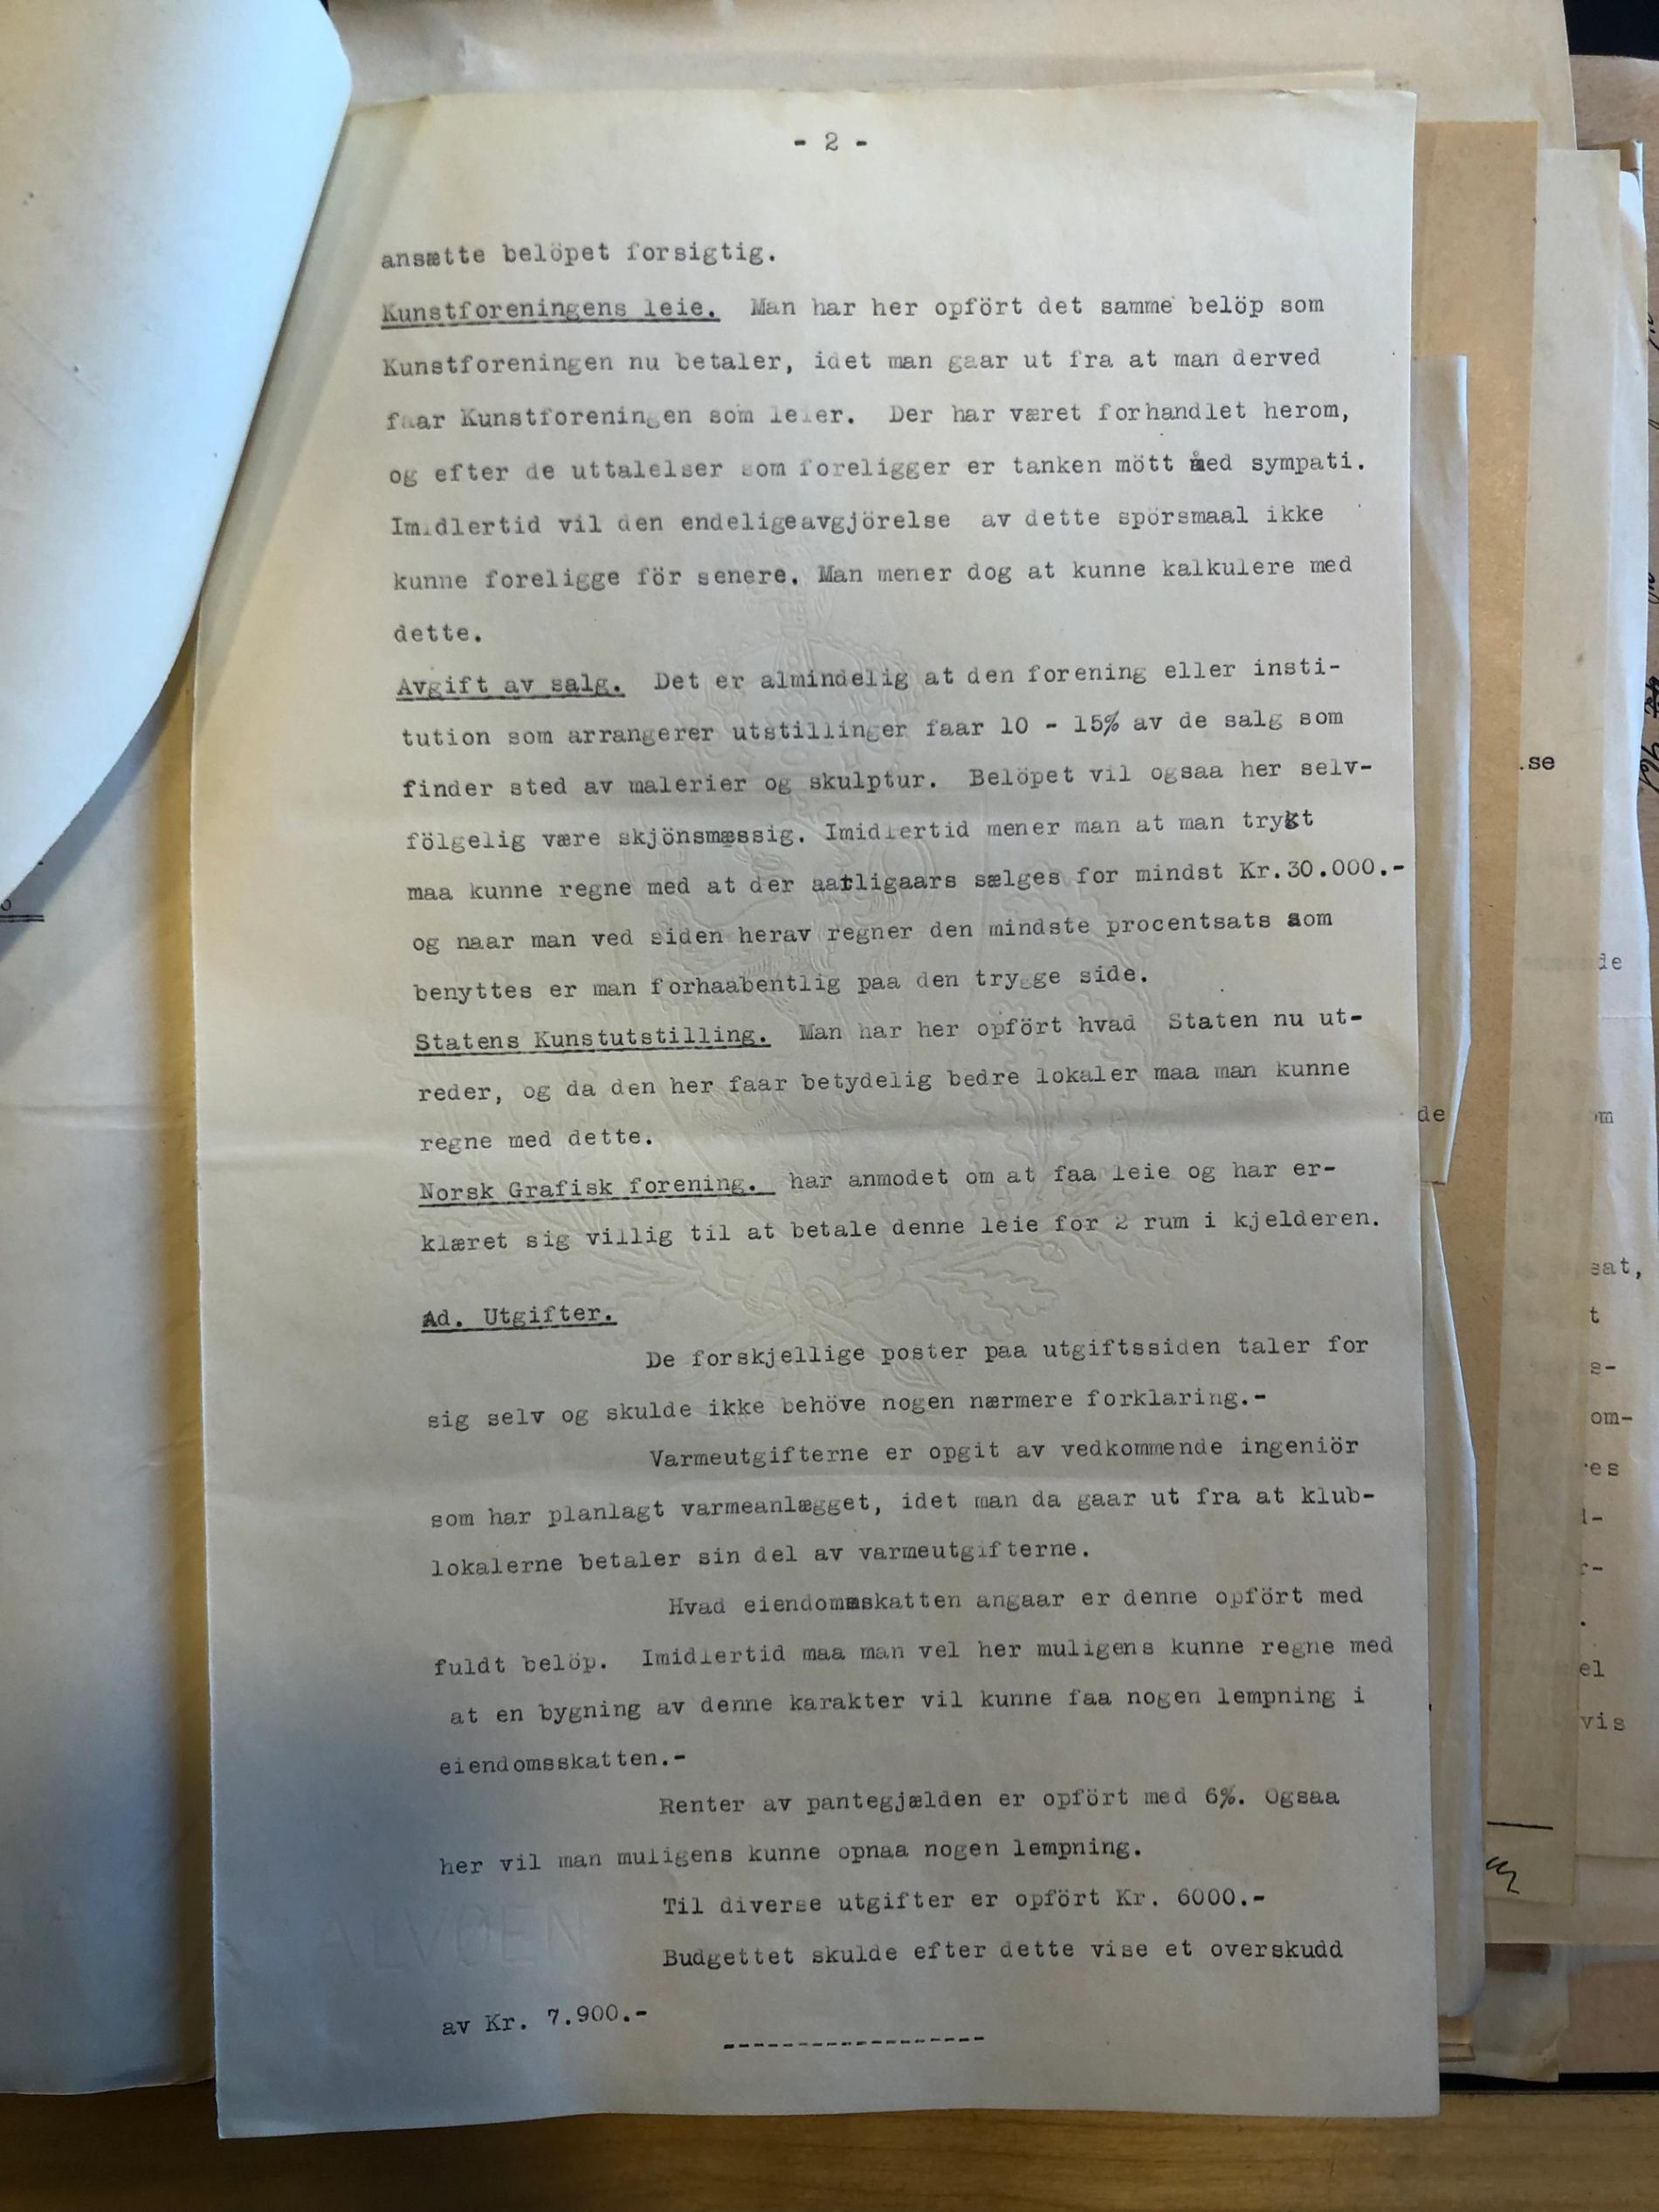 - 2 -
ansætte belöpet forsigtig.
Kunstforeningens leie. Man har her opfört det samme belöp som
Kunstforeningen nu betaler, idet man gaar ut fra at man derved
faar Kunstforeningen som leier. Der har været forhandlet herom,
og efter de uttalelser som foreligger er tanken mött med sympati.
Imidlertid vil den endeligeavgjörelse av dette spörsmaal ikke
kunne foreligge för senere. Man mener dog at kunne kalkulere med
dette.
Avgift av salg. Det er almindelig at den forening eller insti-
tution som arrangerer utstillinger faar 10 - 15% av de salg som
finder sted av malerier og skulptur. Belöpet vil ogsaa her selv-
fölgelig være skjönsmæssig. Imidlertid mener man at man trygt
maa kunne regne med at der aarligaars sælges for mindst Kr.30.000.-
og naar man ved siden herav regner den mindste procentsats som
benyttes er man forhaabentlig paa den trygge side.
Statens Kunstutstilling. Man har her opfört hvad Staten nu ut-
reder, og da den her faar betydelig bedre lokaler maa man kunne
regne med dette.
Norsk Grafisk forening. har anmodet om at faa leie og har er-
klæret sig villig til at betale denne leie for 2 rum i kjelderen.
Ad. Utgifter.
De forskjellige poster paa utgiftssiden taler for
sig selv og skulde ikke behöve nogen nærmere forklaring.-
Varmeutgifterne er opgit av vedkommende ingeniör
som har planlagt varmeanlægget, idet man da gaar ut fra at klub-
lokalerne betaler sin del av varmeutgifterne.
Hvad eiendomsskatten angaar er denne opfört med
fuldt belöp. Imidlertid maa man vel her muligens kunne regne med
at en bygning av denne karakter vil kunne faa nogen lempning i
eiendomsskatten.-
Renter av pantegjælden er opfört med 6%. Ogsaa
her vil man muligens kunne opnaa nogen lempning.
Til diverse utgifter er opfört Kr. 6000.-
Budgettet skulde efter dette vise et overskudd
av Kr. 7.900.-
------------------
.se
de
de
om
sat,
t
s-
om-
es
l-
r-
el
vis
ALVÖEN